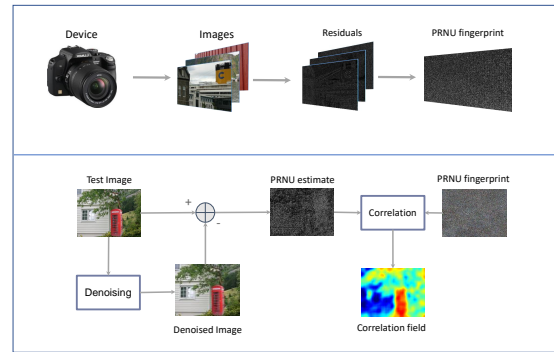 Device
Images
Residuals
PRNU fingerprint
Test Image
PRNU estimate
PRNU fingerprint
+
-
Correlation
Denoising
Denoised Image
Correlation field